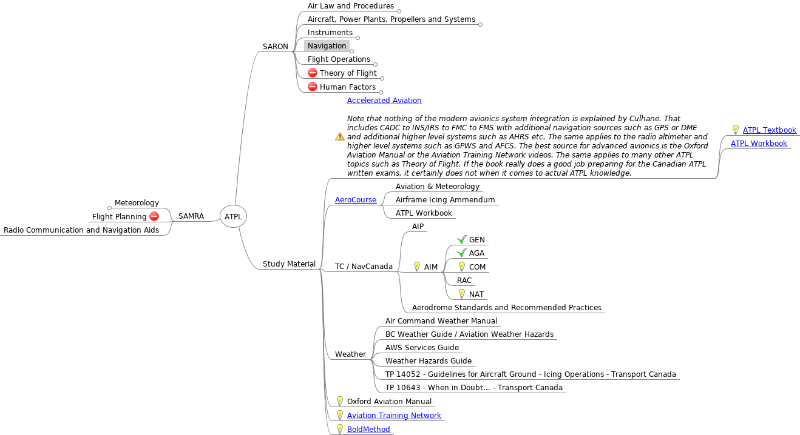 Air Law and Procedures
Aircraft, Power Plants, Propellers and Systems
Instruments
SARON
Navigation
Flight Operations
Theory of Flight
Human Factors
Accelerated Aviation
Note that nothing of the modern avionics system integration is explained by Culhane. That
includes CADC to INS/IRS to FMC to FMS with additional navigation sources such as GPS or DME
and additional higher level systems such as AHRS etc. The same applies to the radio altimeter and
higher level systems such as GPWS and AFCS. The best source for advanced avionics is the Oxford
Aviation Manual or the Aviation Training Network videos. The same applies to many other ATPL
topics such as Theory of Flight. If the book really does a good job preparing for the Canadian ATPL
written exams, it certainly does not when it comes to actual ATPL knowledge.
ATPL Textbook
ATPL Workbook
Aviation & Meteorology
AeroCourse
Airframe Icing Ammendum
ATPL Workbook
Meteorology
Flight Planning
SAMRA
ATPL
Radio Communication and Navigation Aids
AIP
GEN
AGA
Study Material
TC / NavCanada
AIM
COM
RAC
NAT
Aerodrome Standards and Recommended Practices
Air Command Weather Manual
BC Weather Guide / Aviation Weather Hazards
AWS Services Guide
Weather
Weather Hazards Guide
TP 14052 - Guidelines for Aircraft Ground - Icing Operations - Transport Canada
TP 10643 - When in Doubt... - Transport Canada
Oxford Aviation Manual
Aviation Training Network
BoldMethod